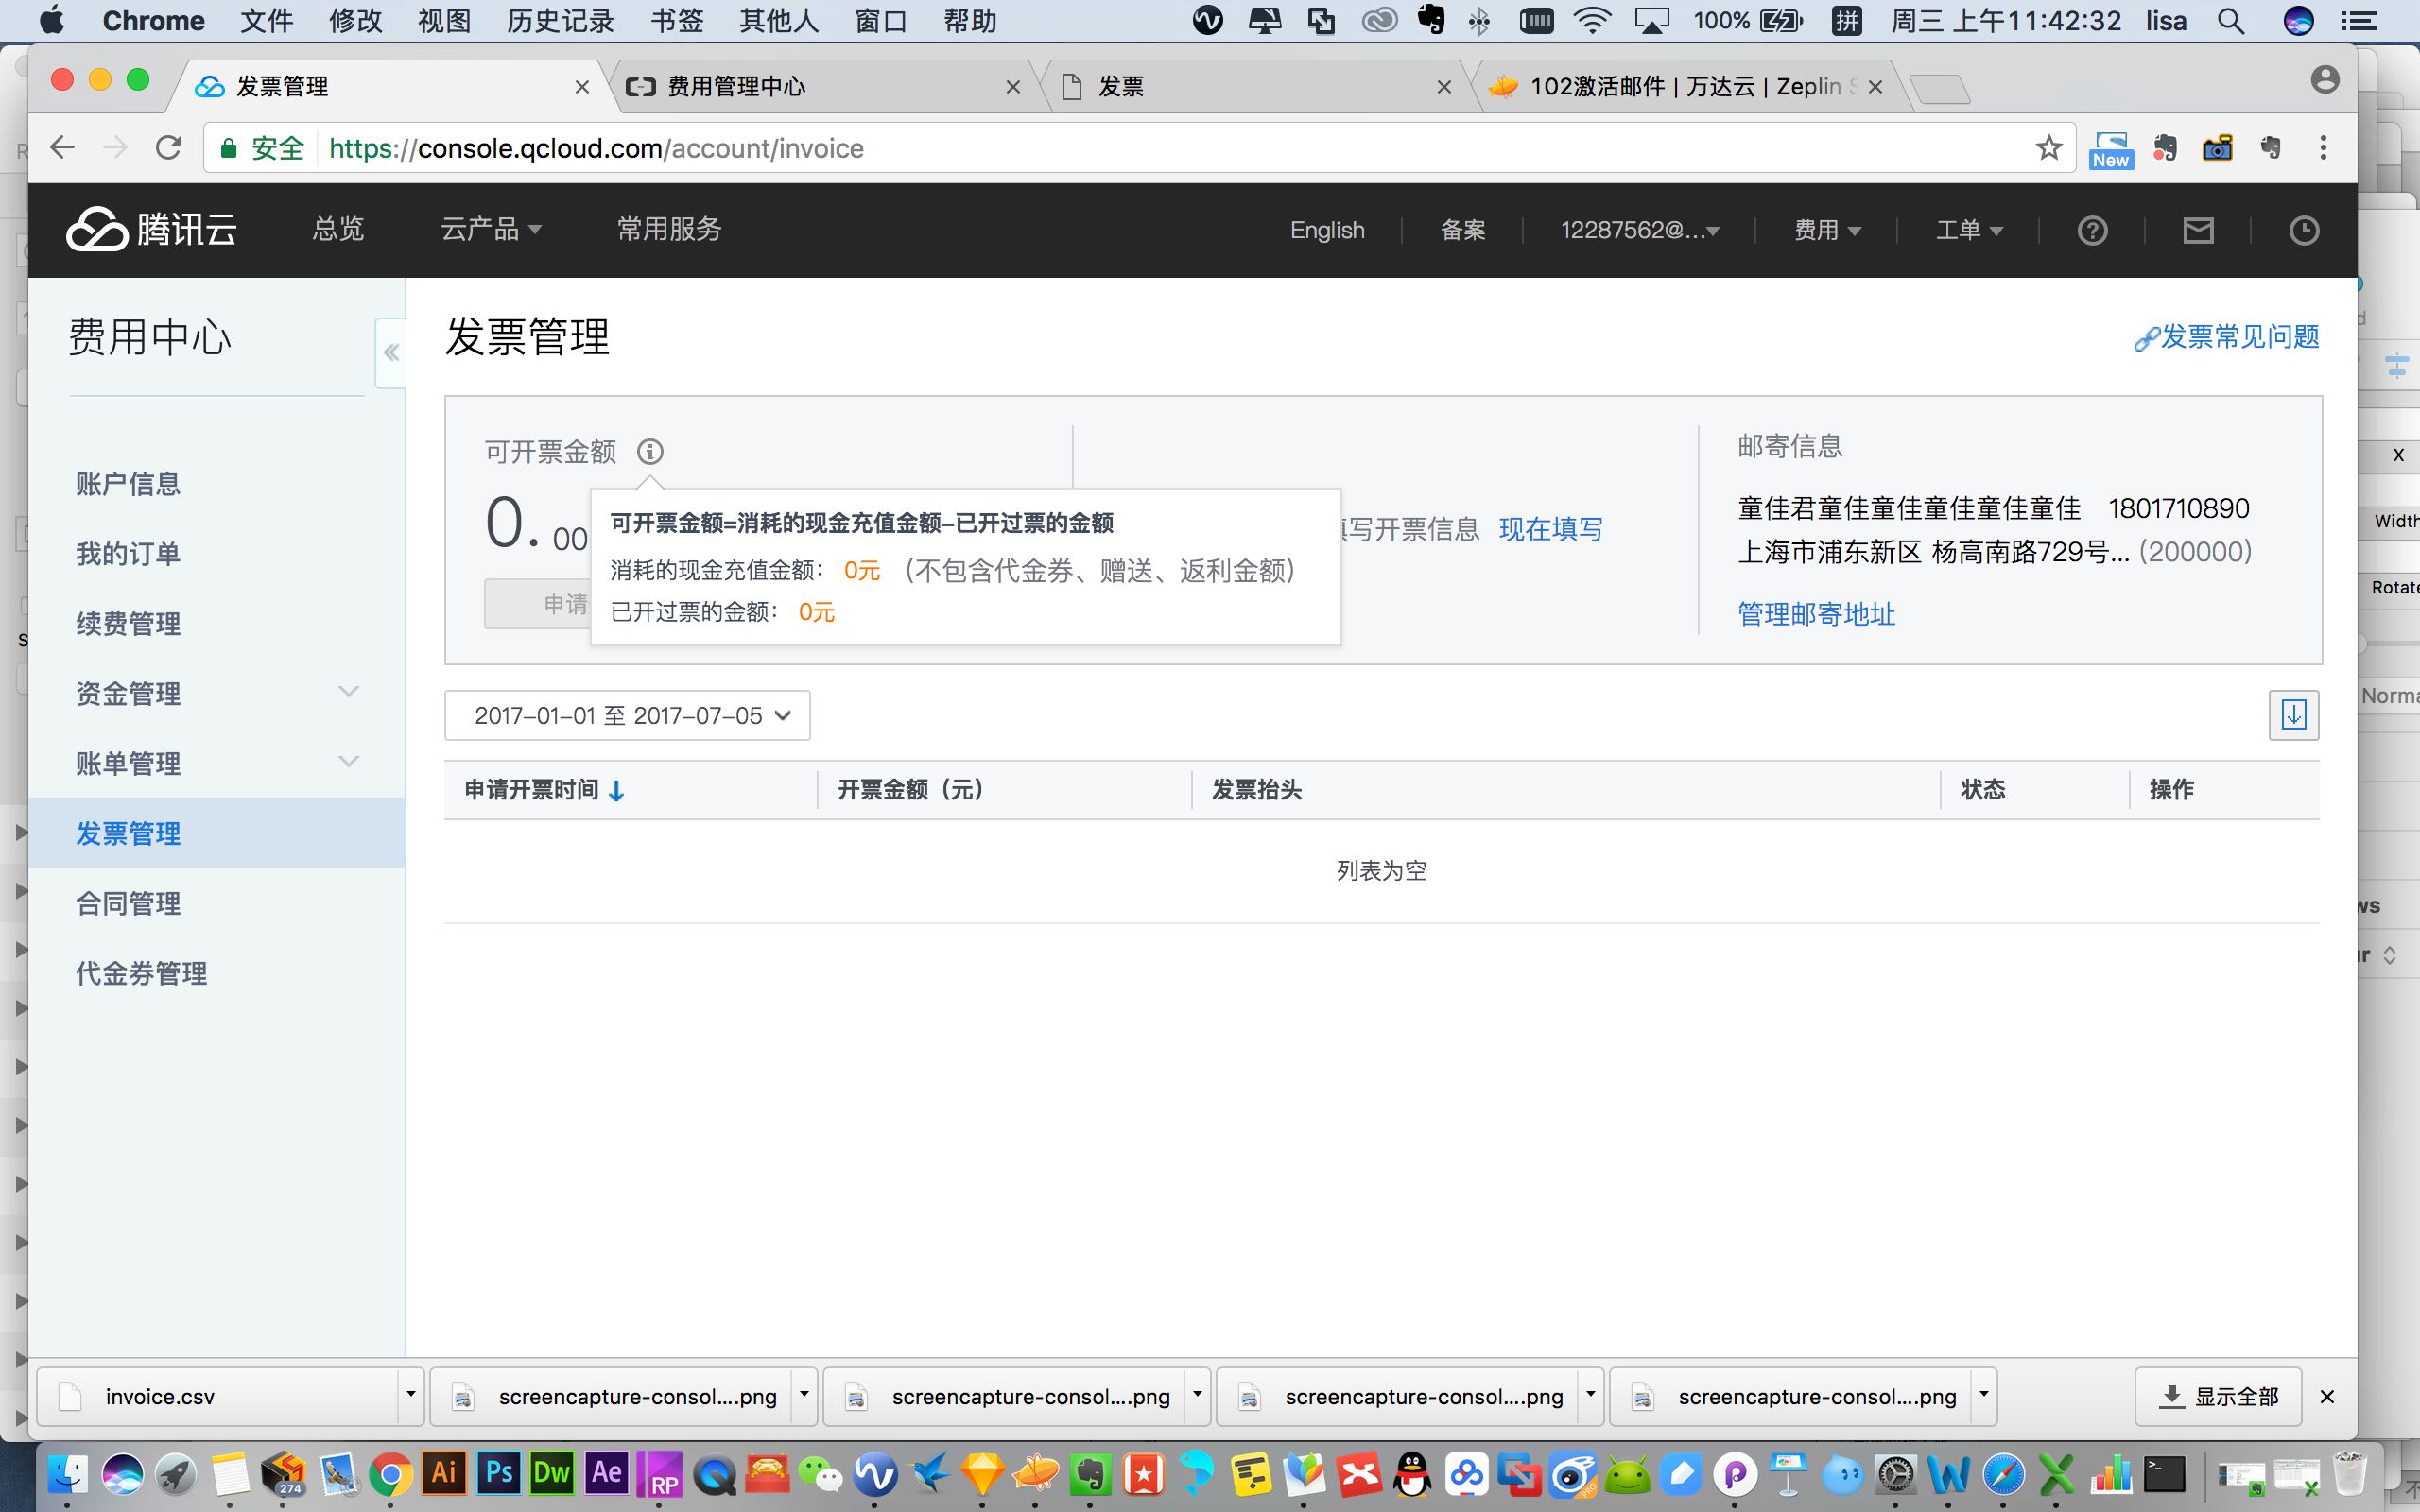 Chrome 文件 修改 视图 历史记录 书签 其他人 窗口 帮助 100% 拼 周三 上午11:42:32 lisa
发票管理 费用管理中心 发票 102激活邮件 | 万达云 | Zeplin
安全 https://console.qcloud.com/account/invoice New
腾讯云 总览 云产品 常用服务 English 备案 12287562@... 费用 工单
费用中心
账户信息
我的订单
续费管理
资金管理
账单管理
发票管理
合同管理
代金券管理
发票管理
发票常见问题
可开票金额
0.00
申请
可开票金额=消耗的现金充值金额-已开过票的金额
消耗的现金充值金额： 0元 （不包含代金券、赠送、返利金额）
已开过票的金额： 0元
写开票信息 现在填写
邮寄信息
童佳君童佳童佳童佳童佳童佳 1801710890
上海市浦东新区 杨高南路729号... (200000)
管理邮寄地址
2017-01-01 至 2017-07-05
申请开票时间 开票金额（元） 发票抬头 状态 操作
列表为空
X
Width
Rotate
invoice.csv screencapture-consol....png screencapture-consol....png screencapture-consol....png screencapture-consol....png 显示全部
274 Ai Ps Dw Ae RP